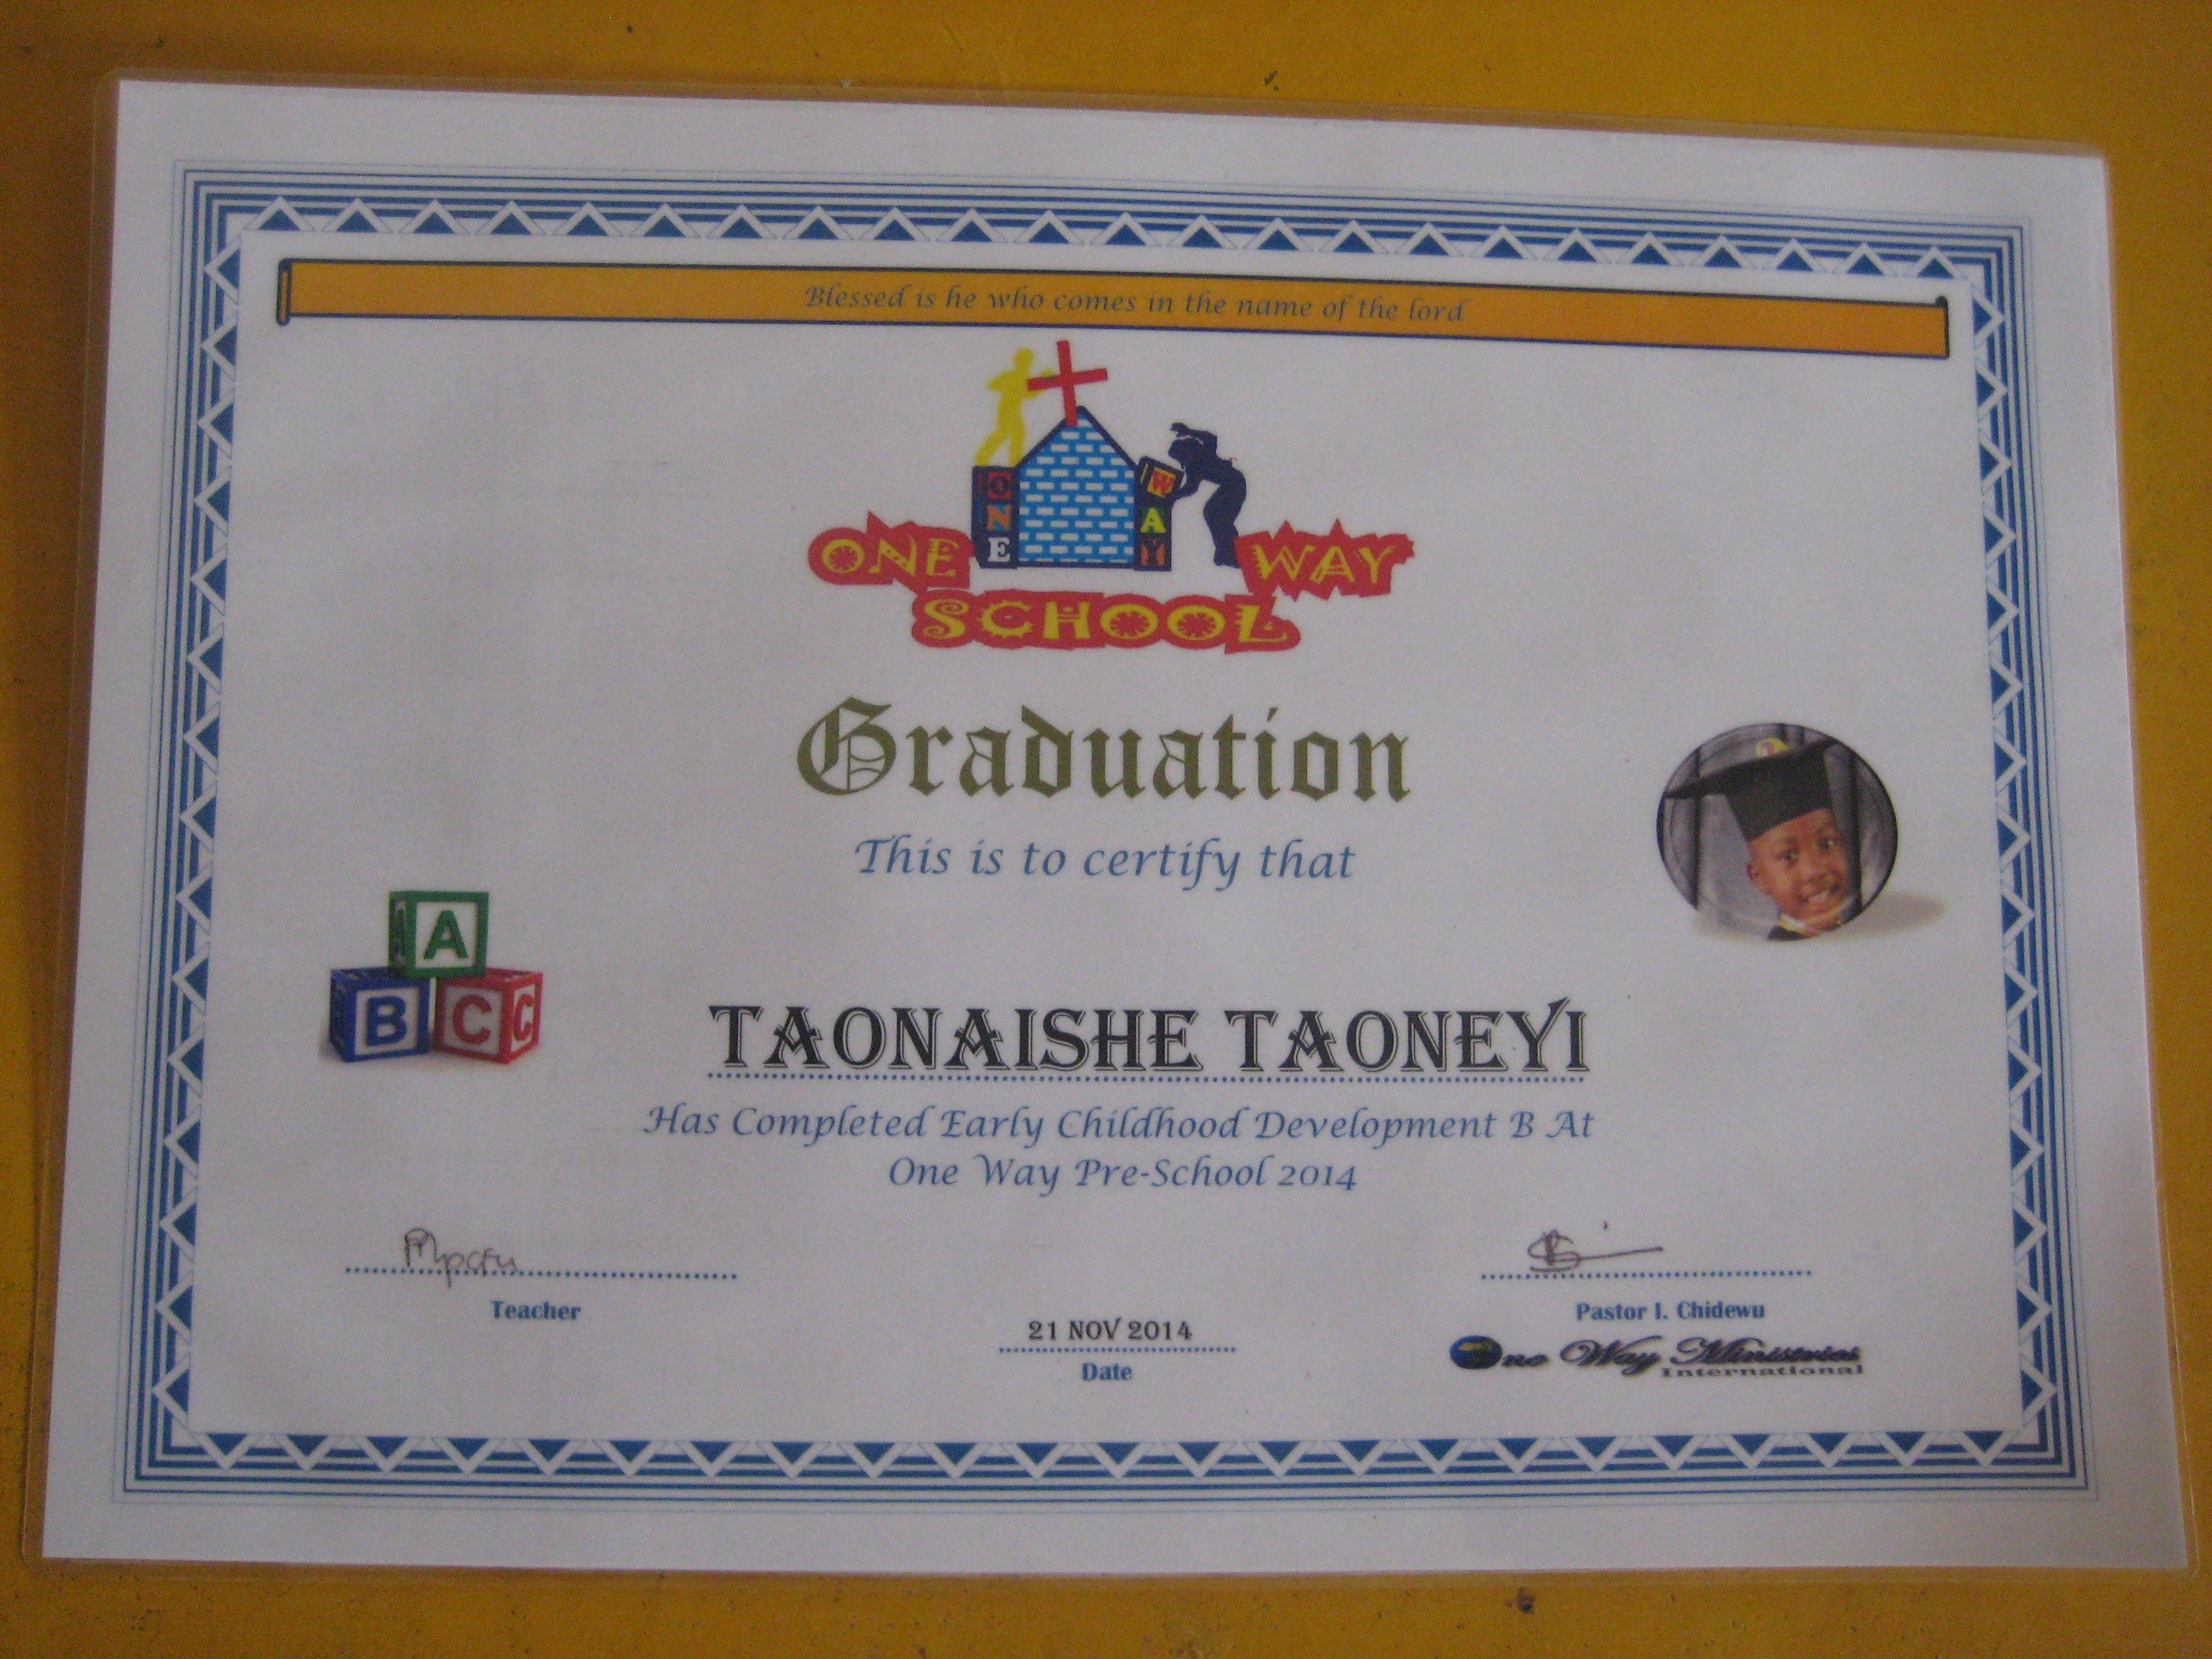 Blessed is he who comes in the name of the lord
ONE
WAY
ONE WAY
SCHOOL
Graduation
This is to certify that
A
B C C
TAONAISHE TAONEYI
Has Completed Early Childhood Development B At
One Way Pre-School 2014
Teacher
21 NOV 2014
Date
Pastor I. Chidewu
One Way Ministries
International